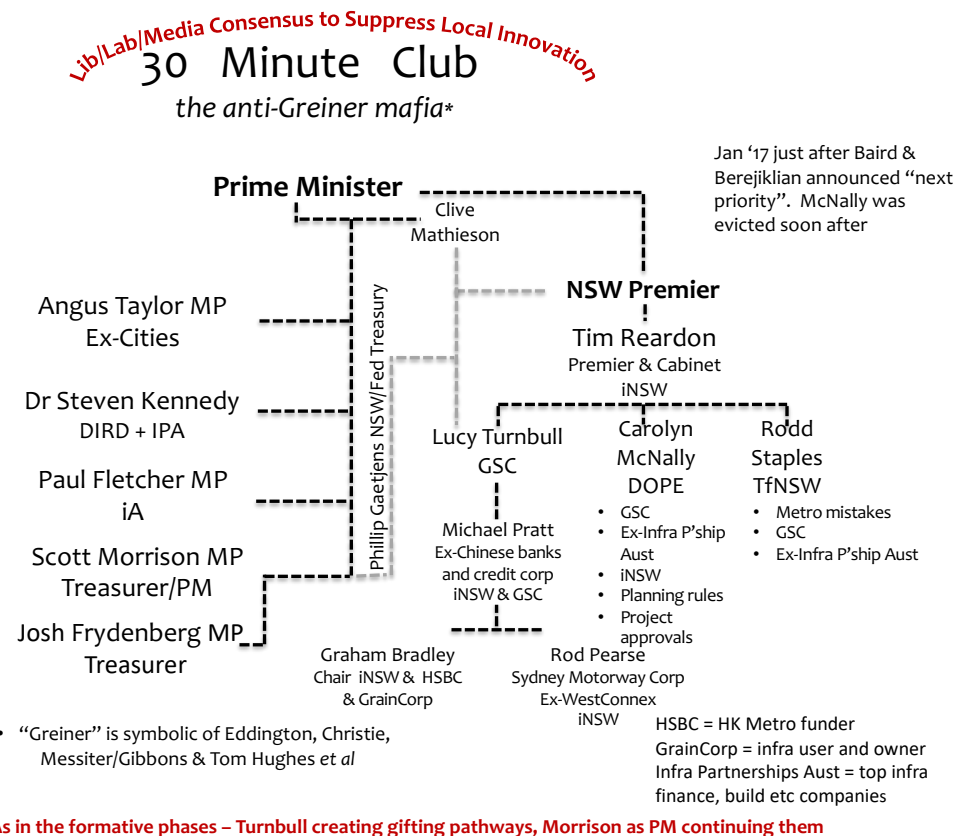 Lib/Lab/Media Consensus to Suppress Local Innovation
30 Minute Club
the anti-Greiner mafia*
Jan ‘17 just after Baird &
Berejiklian announced “next
priority”. McNally was
evicted soon after
Prime Minister
Clive
Mathieson
NSW Premier
Tim Reardon
Premier & Cabinet
iNSW
Angus Taylor MP
Ex-Cities
Dr Steven Kennedy
DIRD + IPA
Paul Fletcher MP
iA
Scott Morrison MP
Treasurer/PM
Josh Frydenberg MP
Treasurer
Phillip Gaetjens NSW/Fed Treasury
Lucy Turnbull
GSC
Michael Pratt
Ex-Chinese banks
and credit corp
iNSW & GSC
Carolyn
McNally
DOPE
• GSC
• Ex-Infra P’ship
Aust
• iNSW
• Planning rules
• Project
approvals
Rodd
Staples
TfNSW
• Metro mistakes
• GSC
• Ex-Infra P’ship Aust
Graham Bradley
Chair iNSW & HSBC
& GrainCorp
Rod Pearse
Sydney Motorway Corp
Ex-WestConnex
iNSW
• “Greiner” is symbolic of Eddington, Christie,
Messiter/Gibbons & Tom Hughes et al
HSBC = HK Metro funder
GrainCorp = infra user and owner
Infra Partnerships Aust = top infra
finance, build etc companies
As in the formative phases – Turnbull creating gifting pathways, Morrison as PM continuing them